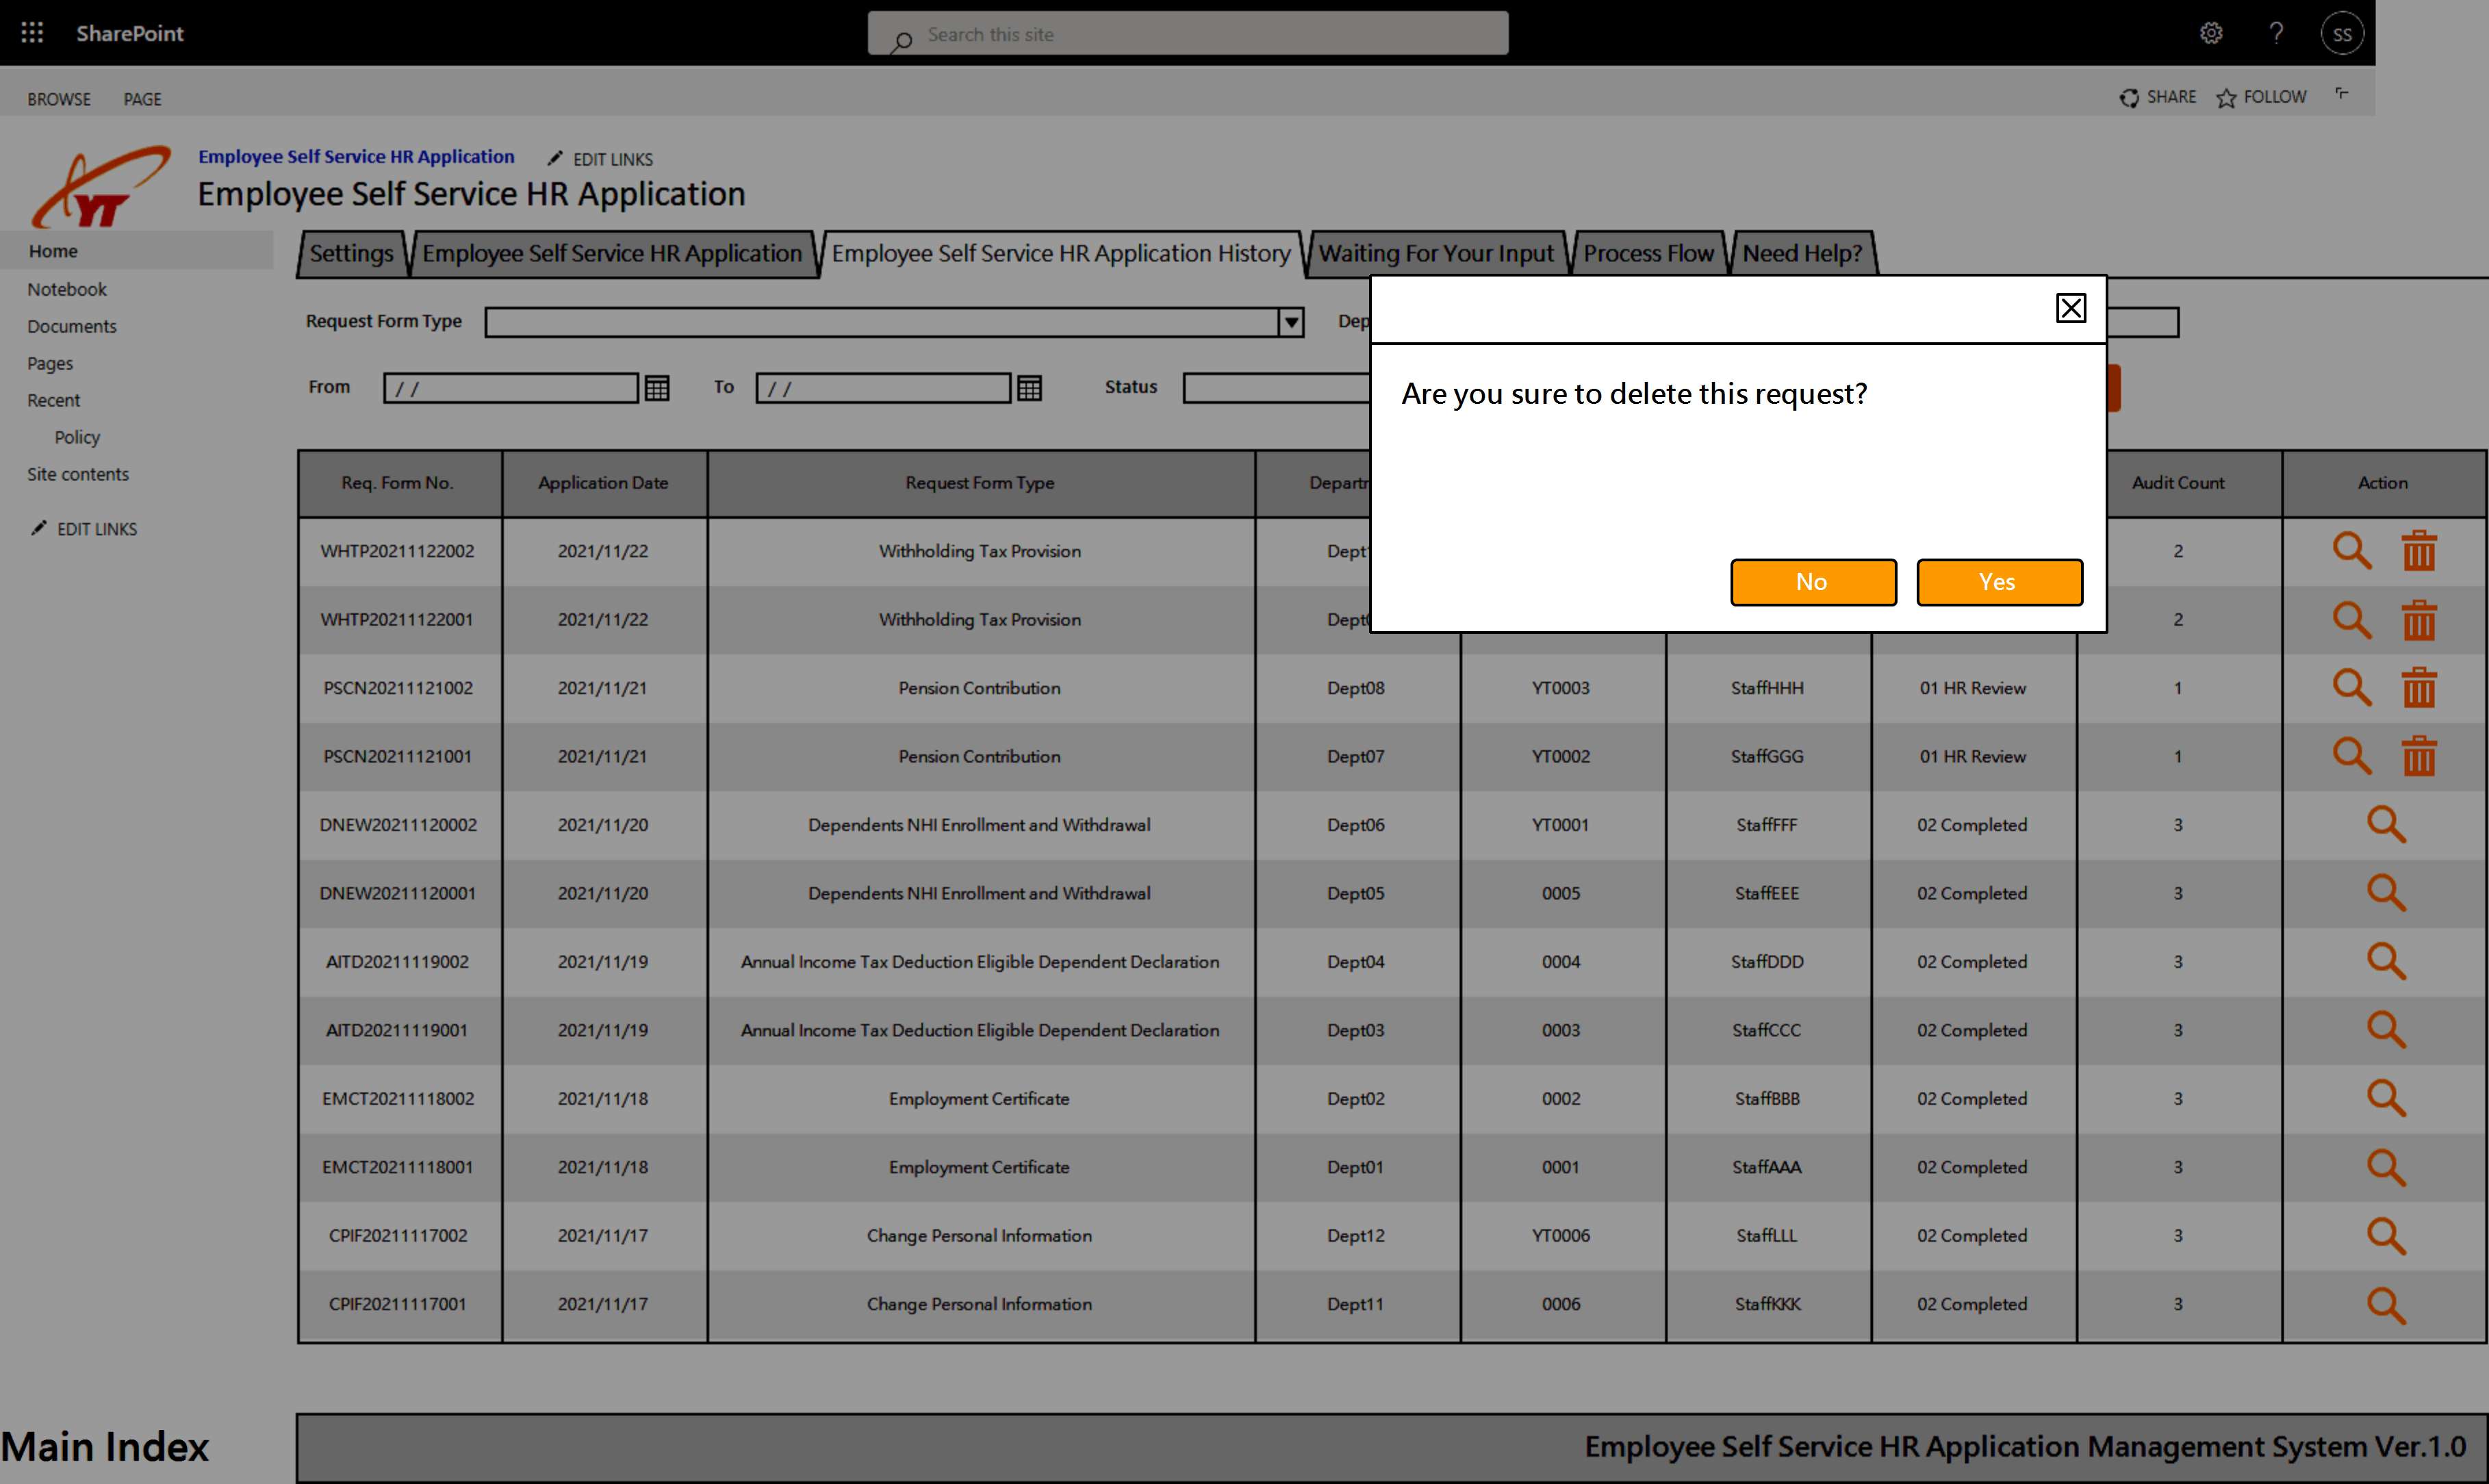 SharePoint
Search this site
?
SS
BROWSE PAGE
SHARE FOLLOW
YT
Employee Self Service HR Application EDIT LINKS
Employee Self Service HR Application
Home
Notebook
Documents
Pages
Recent
Policy
Site contents
EDIT LINKS
Settings Employee Self Service HR Application Employee Self Service HR Application History Waiting For Your Input Process Flow Need Help?
Request Form Type
From / / To / / Status
Are you sure to delete this request?
No Yes
Req. Form No. Application Date Request Form Type Audit Count Action
WHTP20211122002 2021/11/22 Withholding Tax Provision 2
WHTP20211122001 2021/11/22 Withholding Tax Provision 2
PSCN20211121002 2021/11/21 Pension Contribution Dept08 YT0003 StaffHHH 01 HR Review 1
PSCN20211121001 2021/11/21 Pension Contribution Dept07 YT0002 StaffGGG 01 HR Review 1
DNEW20211120002 2021/11/20 Dependents NHI Enrollment and Withdrawal Dept06 YT0001 StaffFFF 02 Completed 3
DNEW20211120001 2021/11/20 Dependents NHI Enrollment and Withdrawal Dept05 0005 StaffEEE 02 Completed 3
AITD20211119002 2021/11/19 Annual Income Tax Deduction Eligible Dependent Declaration Dept04 0004 StaffDDD 02 Completed 3
AITD20211119001 2021/11/19 Annual Income Tax Deduction Eligible Dependent Declaration Dept03 0003 StaffCCC 02 Completed 3
EMCT20211118002 2021/11/18 Employment Certificate Dept02 0002 StaffBBB 02 Completed 3
EMCT20211118001 2021/11/18 Employment Certificate Dept01 0001 StaffAAA 02 Completed 3
CPIF20211117002 2021/11/17 Change Personal Information Dept12 YT0006 StaffLLL 02 Completed 3
CPIF20211117001 2021/11/17 Change Personal Information Dept11 0006 StaffKKK 02 Completed 3
Main Index
Employee Self Service HR Application Management System Ver.1.0